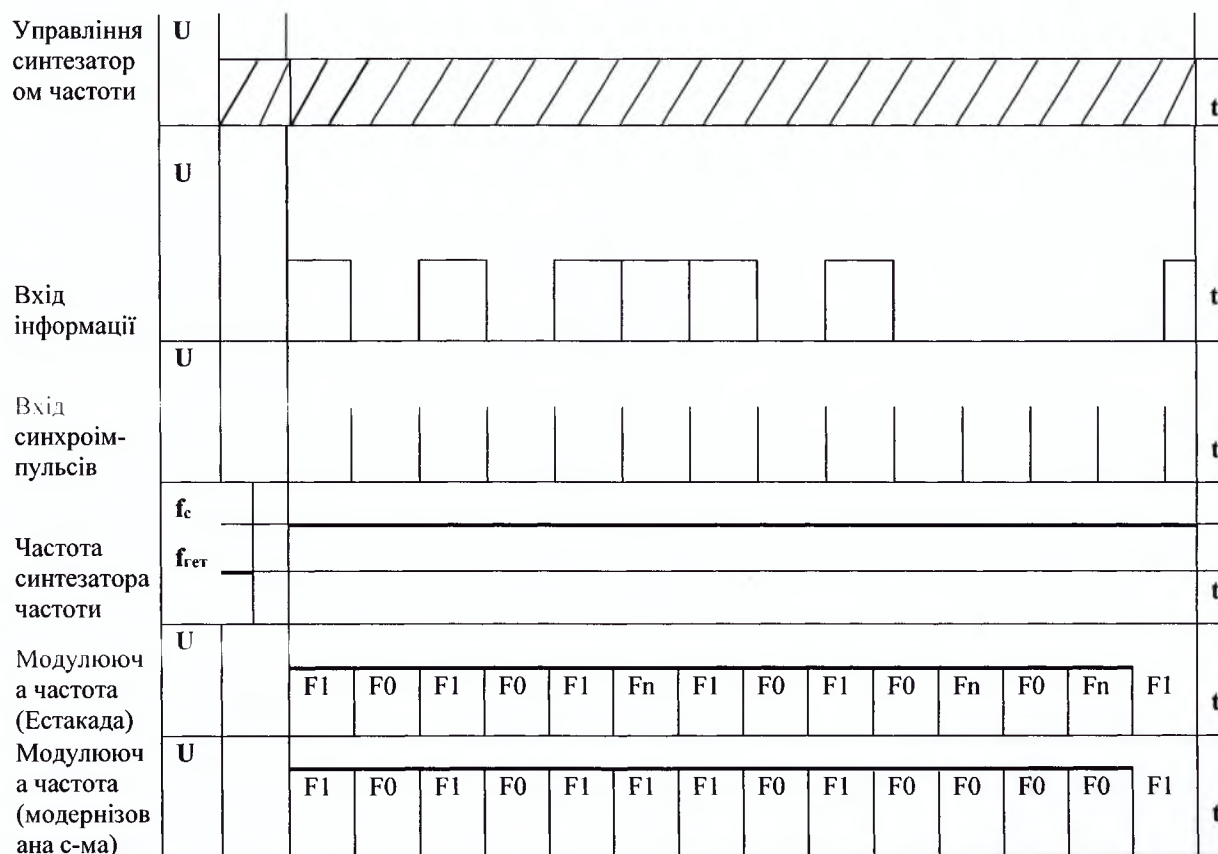 Управління
синтезатор
ом частоти
U
t
U
Вхід
інформації
t
U
Вхід
синхроім-
пульсів
t
fc
Частота
синтезатора
частоти
fгет
t
U
Модулююч
а частота
(Естакада)
F1 F0 F1 F0 F1 Fn F1 F0 F1 F0 Fn F0 Fn F1
t
Модулююч
а частота
(модернізов
ана с-ма)
U
F1 F0 F1 F0 F1 F1 F1 F0 F1 F0 F0 F0 F0 F1
t